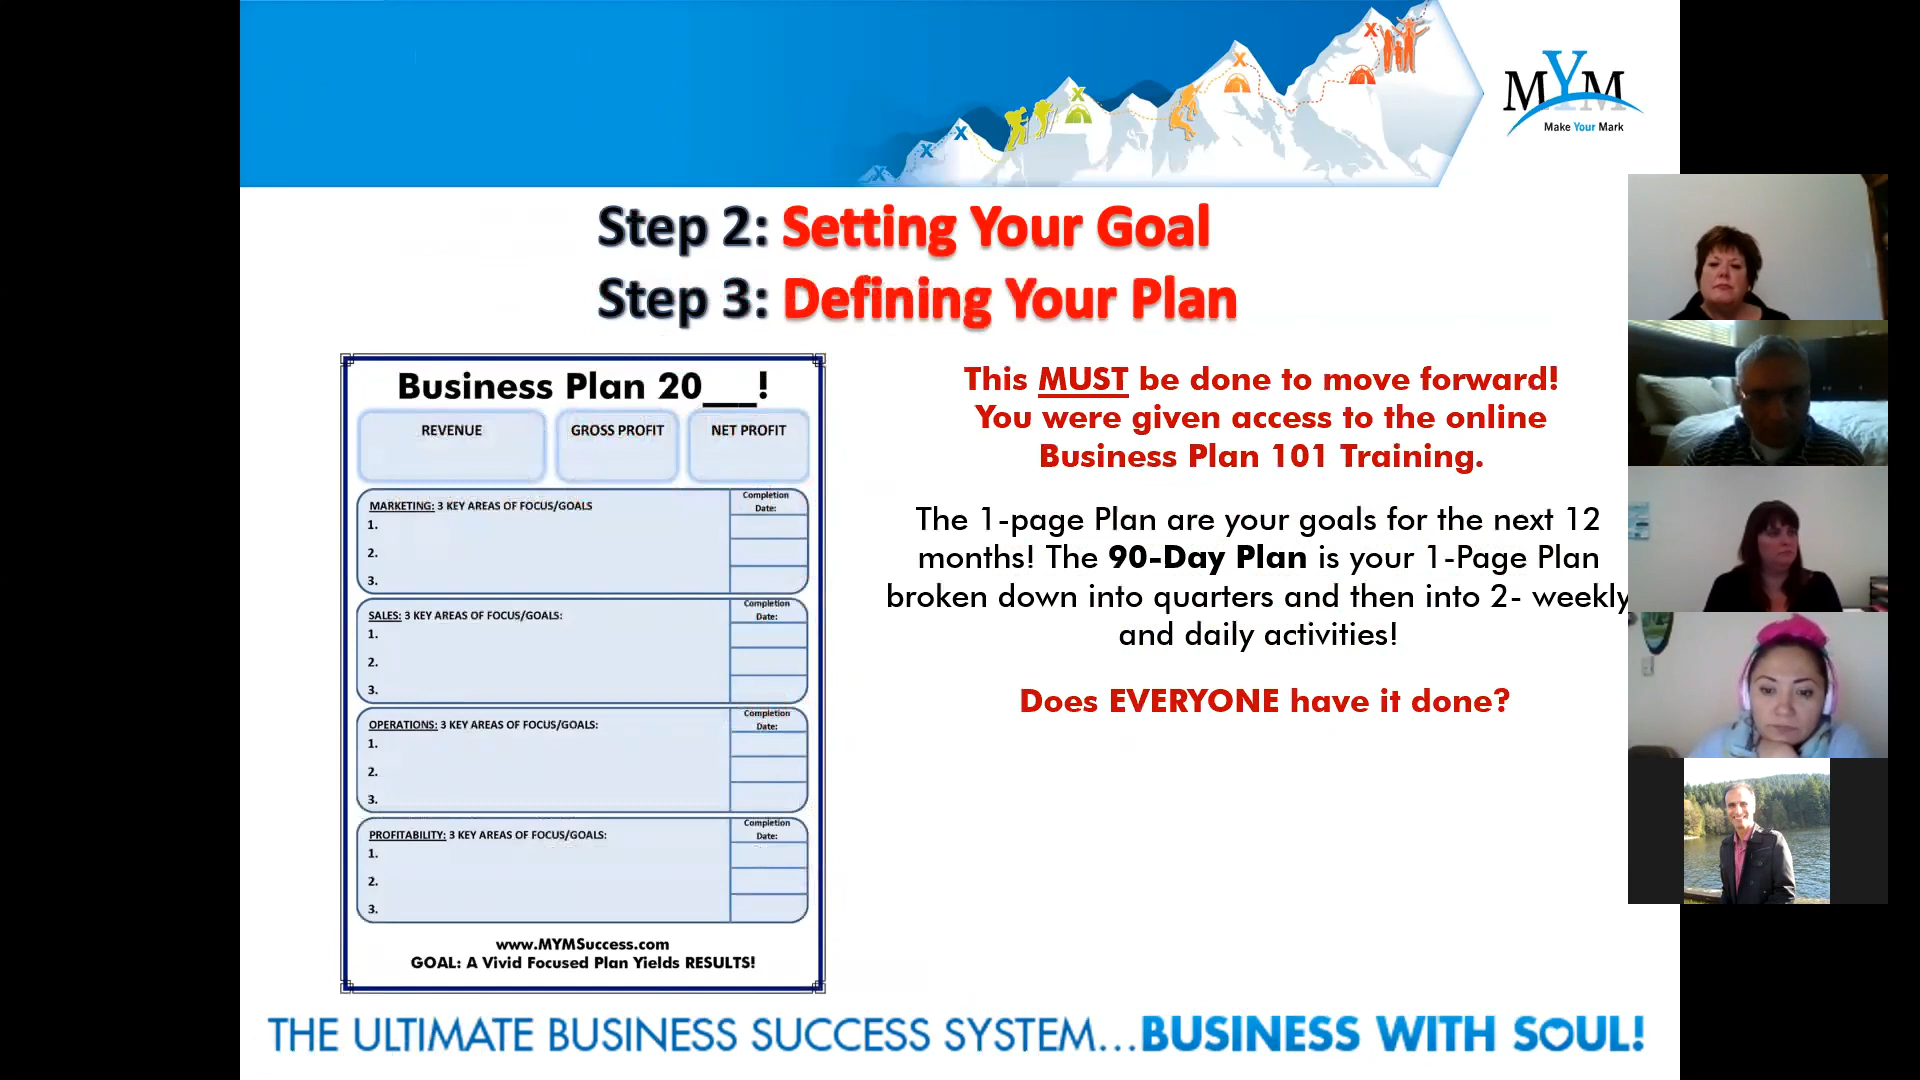 MYM
Make Your Mark
Step 2: Setting Your Goal
Step 3: Defining Your Plan
Business Plan 20___!
REVENUE
GROSS PROFIT
NET PROFIT
MARKETING: 3 KEY AREAS OF FOCUS/GOALS
Completion
Date:
1.
2.
3.
SALES: 3 KEY AREAS OF FOCUS/GOALS:
Completion
Date:
1.
2.
3.
OPERATIONS: 3 KEY AREAS OF FOCUS/GOALS:
Completion
Date:
1.
2.
3.
PROFITABILITY: 3 KEY AREAS OF FOCUS/GOALS:
Completion
Date:
1.
2.
3.
www.MYMSuccess.com
GOAL: A Vivid Focused Plan Yields RESULTS!
This MUST be done to move forward!
You were given access to the online
Business Plan 101 Training.
The 1-page Plan are your goals for the next 12
months! The 90-Day Plan is your 1-Page Plan
broken down into quarters and then into 2- weekly
and daily activities!
Does EVERYONE have it done?
THE ULTIMATE BUSINESS SUCCESS SYSTEM...BUSINESS WITH SOUL!